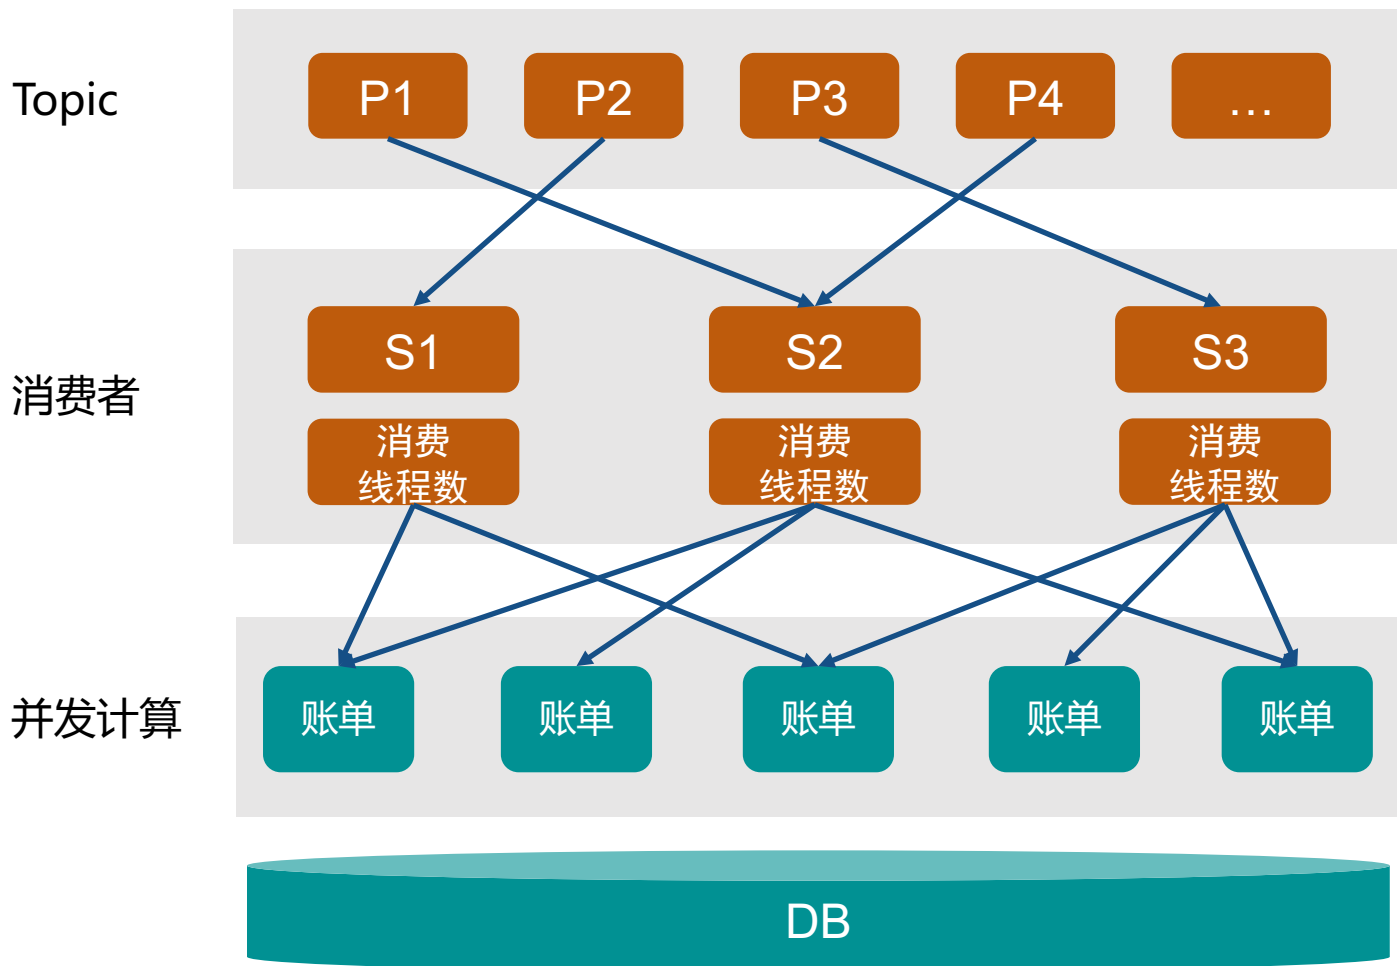 Topic
P1
P2
P3
P4
...
消费者
S1
S2
S3
消费
线程数
消费
线程数
消费
线程数
并发计算
账单
账单
账单
账单
账单
DB